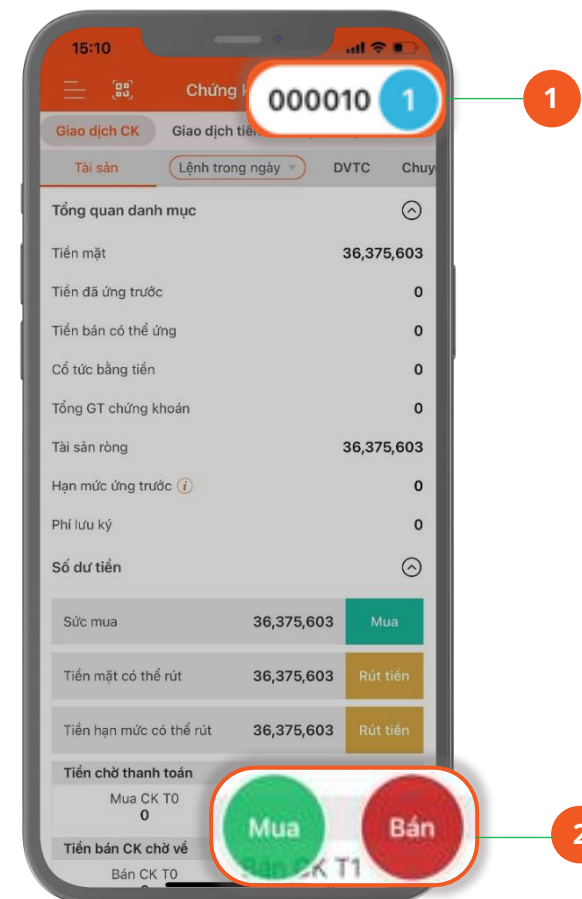 15:10
Chứng
000010 1
1
Giao dịch CK Giao dịch
Tài sản Lệnh trong ngày DVTC Chuy
Tổng quan danh mục
Tiền mặt 36,375,603
Tiền đã ứng trước 0
Tiền bán có thể ứng 0
Cổ tức bằng tiền 0
Tổng GT chứng khoán 0
Tài sản ròng 36,375,603
Hạn mức ứng trước i 0
Phí lưu ký 0
Số dư tiền
Sức mua 36,375,603 Mua
Tiền mặt có thể rút 36,375,603 Rút tiền
Tiền hạn mức có thể rút 36,375,603 Rút tiền
Tiền chờ thanh toán
Mua CK T0
0
Mua Bán
2
Tiền bán CK chờ về
Bán CK T0
Bán CK T1